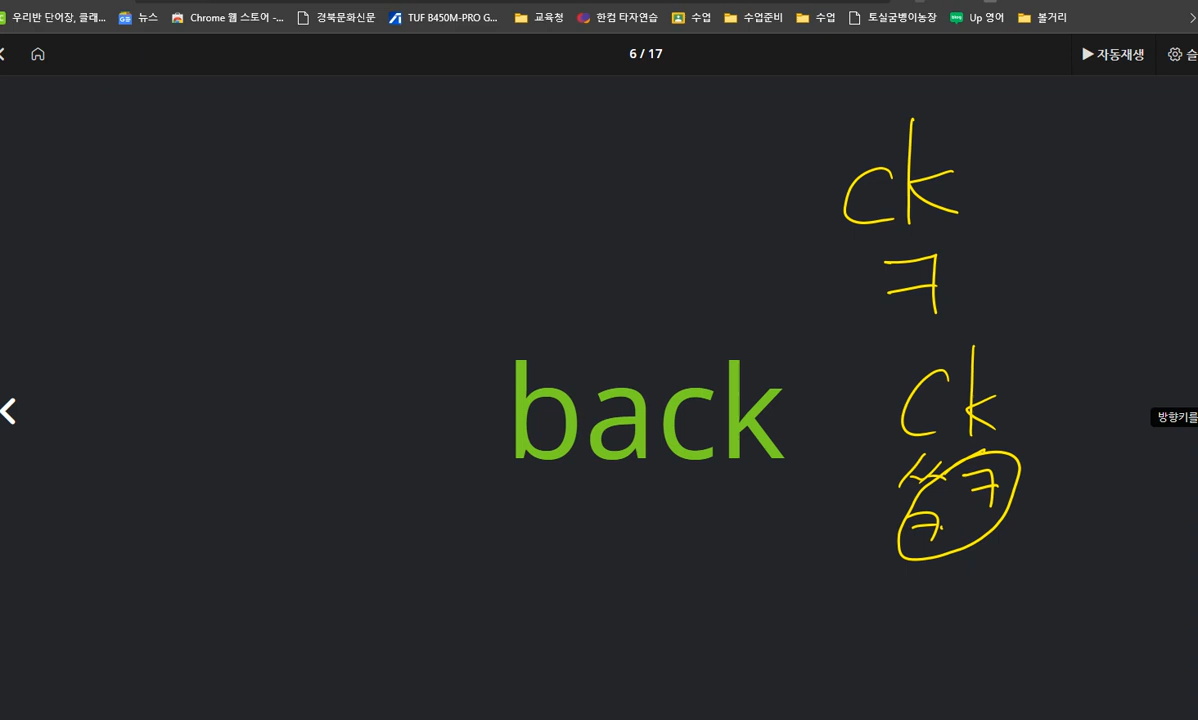 우리반 단어장, 클래... 뉴스 Chrome 웹 스토어 -... 경북문화신문 TUF B450M-PRO G... 교육청 한컴 타자연습 수업 수업준비 수업 토실굼벵이농장 Up 영어 볼거리
6 / 17 ▶자동재생 슬
ck
ㅋ
back
ck
방향키를
ㅆ ㅋ
ㅋ